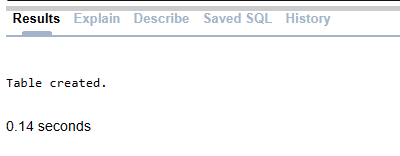 Results Explain Describe Saved SQL History
Table created.
0.14 seconds